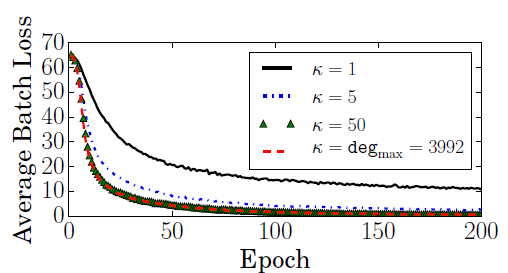 Average Batch Loss
70
60
50
40
30
20
10
0
κ = 1
κ = 5
κ = 50
κ = deg_max = 3992
0 50 100 150 200
Epoch